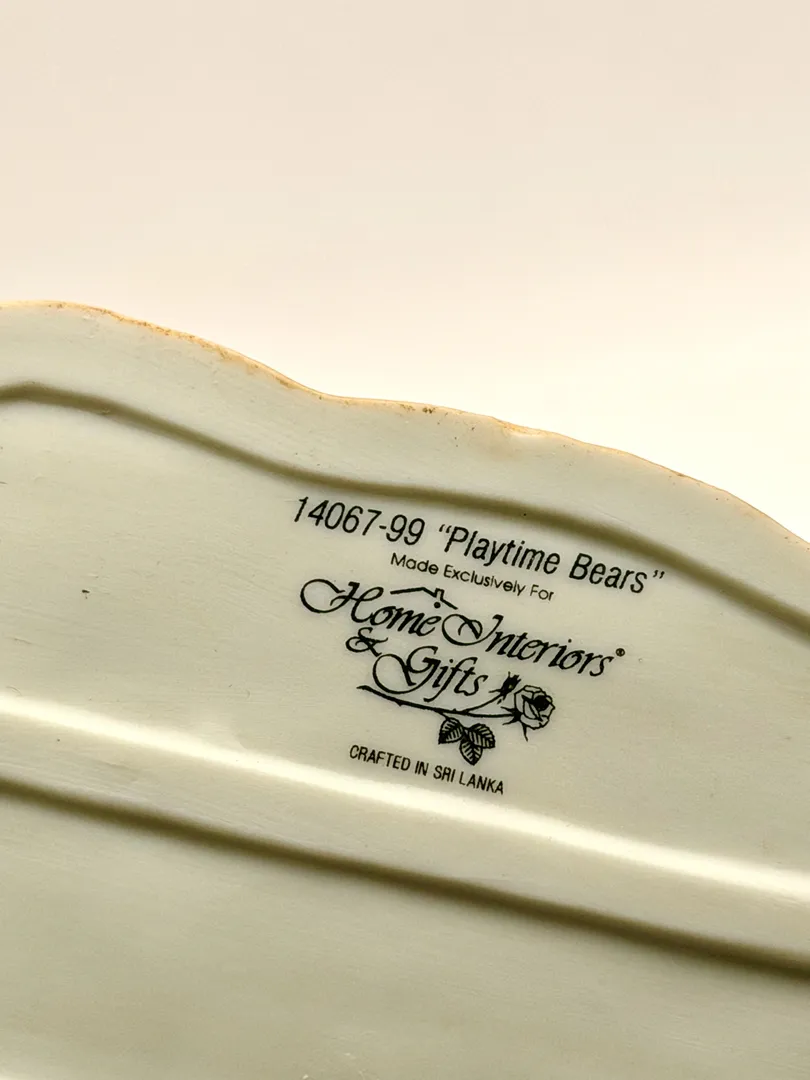 14067-99 “Playtime Bears”
Made Exclusively For
Home Interiors®
& Gifts
CRAFTED IN SRI LANKA